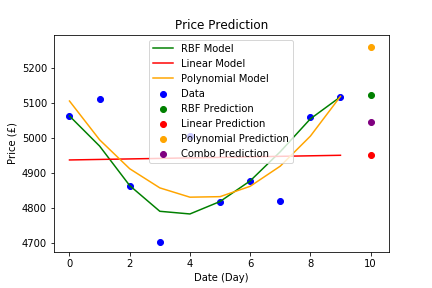 Price Prediction
RBF Model
Linear Model
Polynomial Model
Data
RBF Prediction
Linear Prediction
Polynomial Prediction
Combo Prediction
5200
5100
5000
4900
4800
4700
Price (£)
0 2 4 6 8 10
Date (Day)